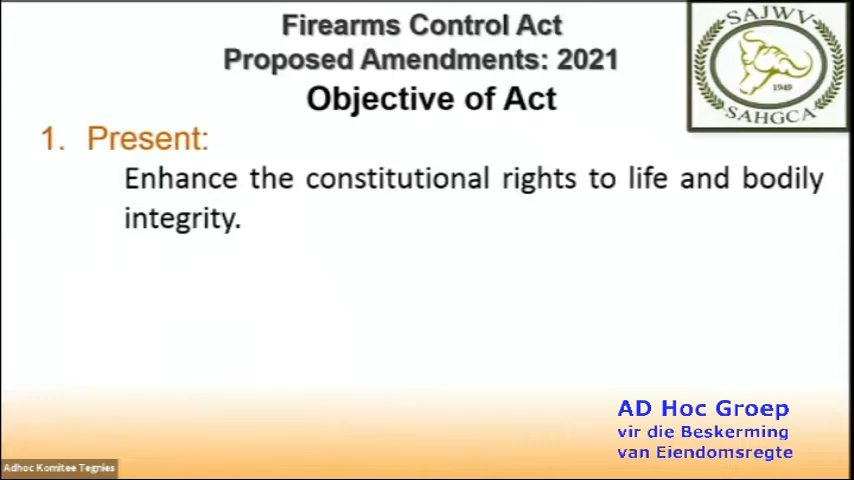 Firearms Control Act
Proposed Amendments: 2021
Objective of Act
SAJWV
1949
SAHGCA
1. Present:
Enhance the constitutional rights to life and bodily
integrity.
AD Hoc Groep
vir die Beskerming
van Eiendomsregte
Adhoc Komitee Tegnies